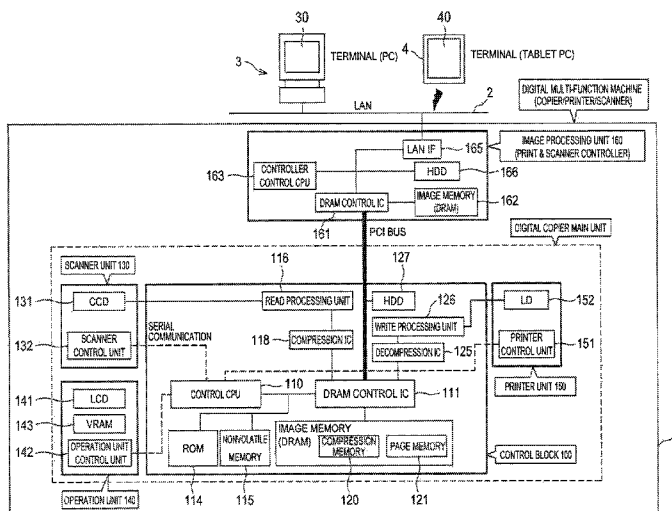 30
40
3
4
TERMINAL (PC)
TERMINAL (TABLET PC)
LAN
2
DIGITAL MULTI-FUNCTION MACHINE
(COPIER/PRINTER/SCANNER)
LAN IF
165
IMAGE PROCESSING UNIT 160
(PRINT & SCANNER CONTROLLER)
163
CONTROLLER
CONTROL CPU
HDD
166
DRAM CONTROL IC
IMAGE MEMORY
(DRAM)
162
161
PCI BUS
DIGITAL COPIER MAIN UNIT
SCANNER UNIT 130
116
127
131
CCD
READ PROCESSING UNIT
HDD
126
LD
152
SERIAL
COMMUNICATION
WRITE PROCESSING UNIT
132
SCANNER
CONTROL UNIT
118
COMPRESSION IC
DECOMPRESSION IC
125
PRINTER
CONTROL UNIT
151
110
141
LCD
CONTROL CPU
DRAM CONTROL IC
111
PRINTER UNIT 150
143
VRAM
IMAGE MEMORY
(DRAM)
142
OPERATION UNIT
CONTROL UNIT
ROM
NONVOLATILE
MEMORY
COMPRESSION
MEMORY
PAGE MEMORY
CONTROL BLOCK 100
OPERATION UNIT 140
114
115
120
121